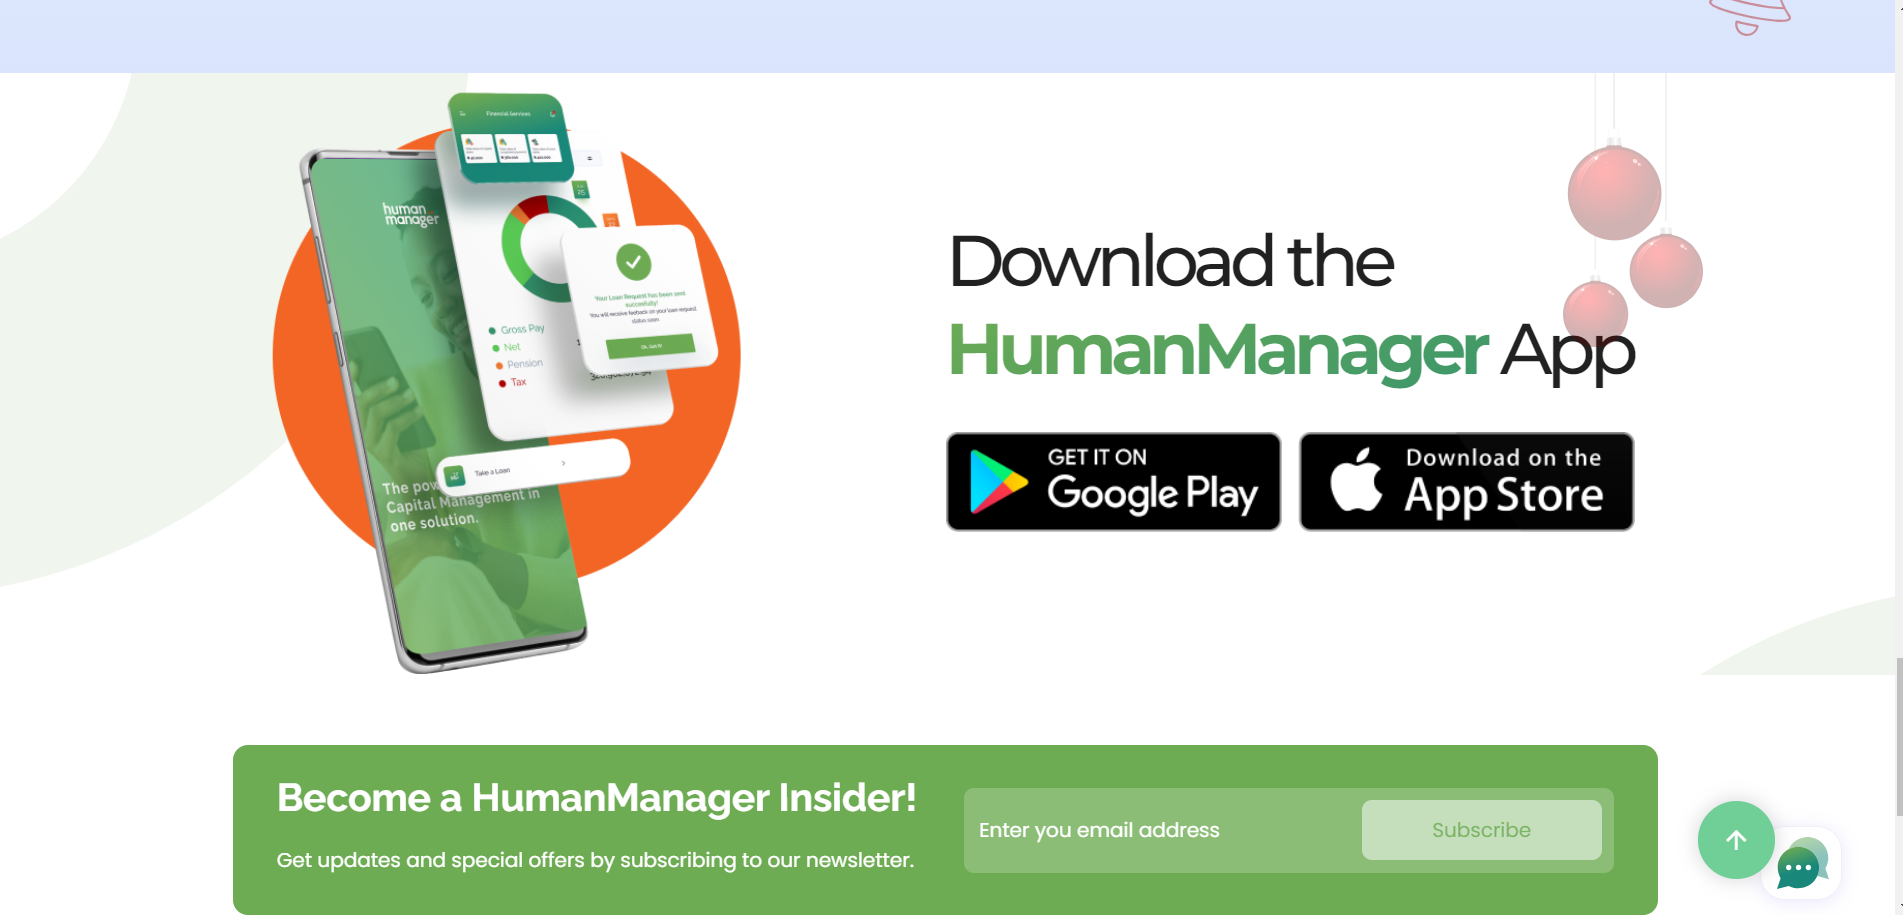 Financial Services
human
manager
Gross Pay
Net
Pension
Tax
Your Loan Request has been sent
succesfully!
You will receive feeback on your loan request
status soon.
Ok, Got it!
Take a Loan
The pow
Capital Management in
one solution.
Download the
HumanManager App
GET IT ON
Google Play
Download on the
App Store
Become a HumanManager Insider!
Get updates and special offers by subscribing to our newsletter.
Enter you email address
Subscribe